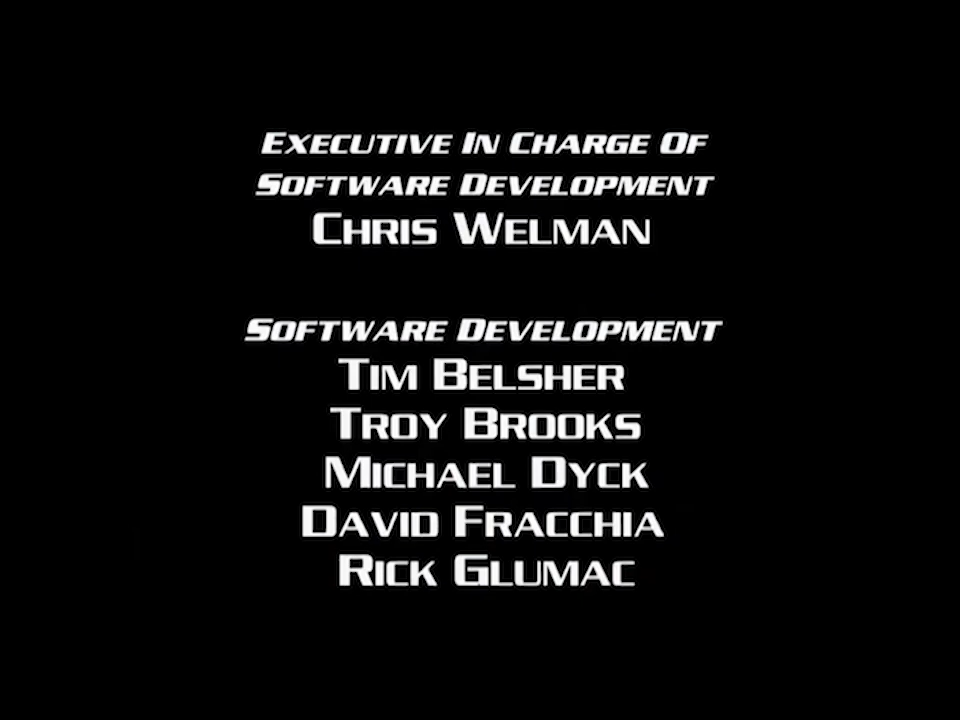 Executive In Charge Of
Software Development
Chris Welman
Software Development
Tim Belsher
Troy Brooks
Michael Dyck
David Fracchia
Rick Glumac